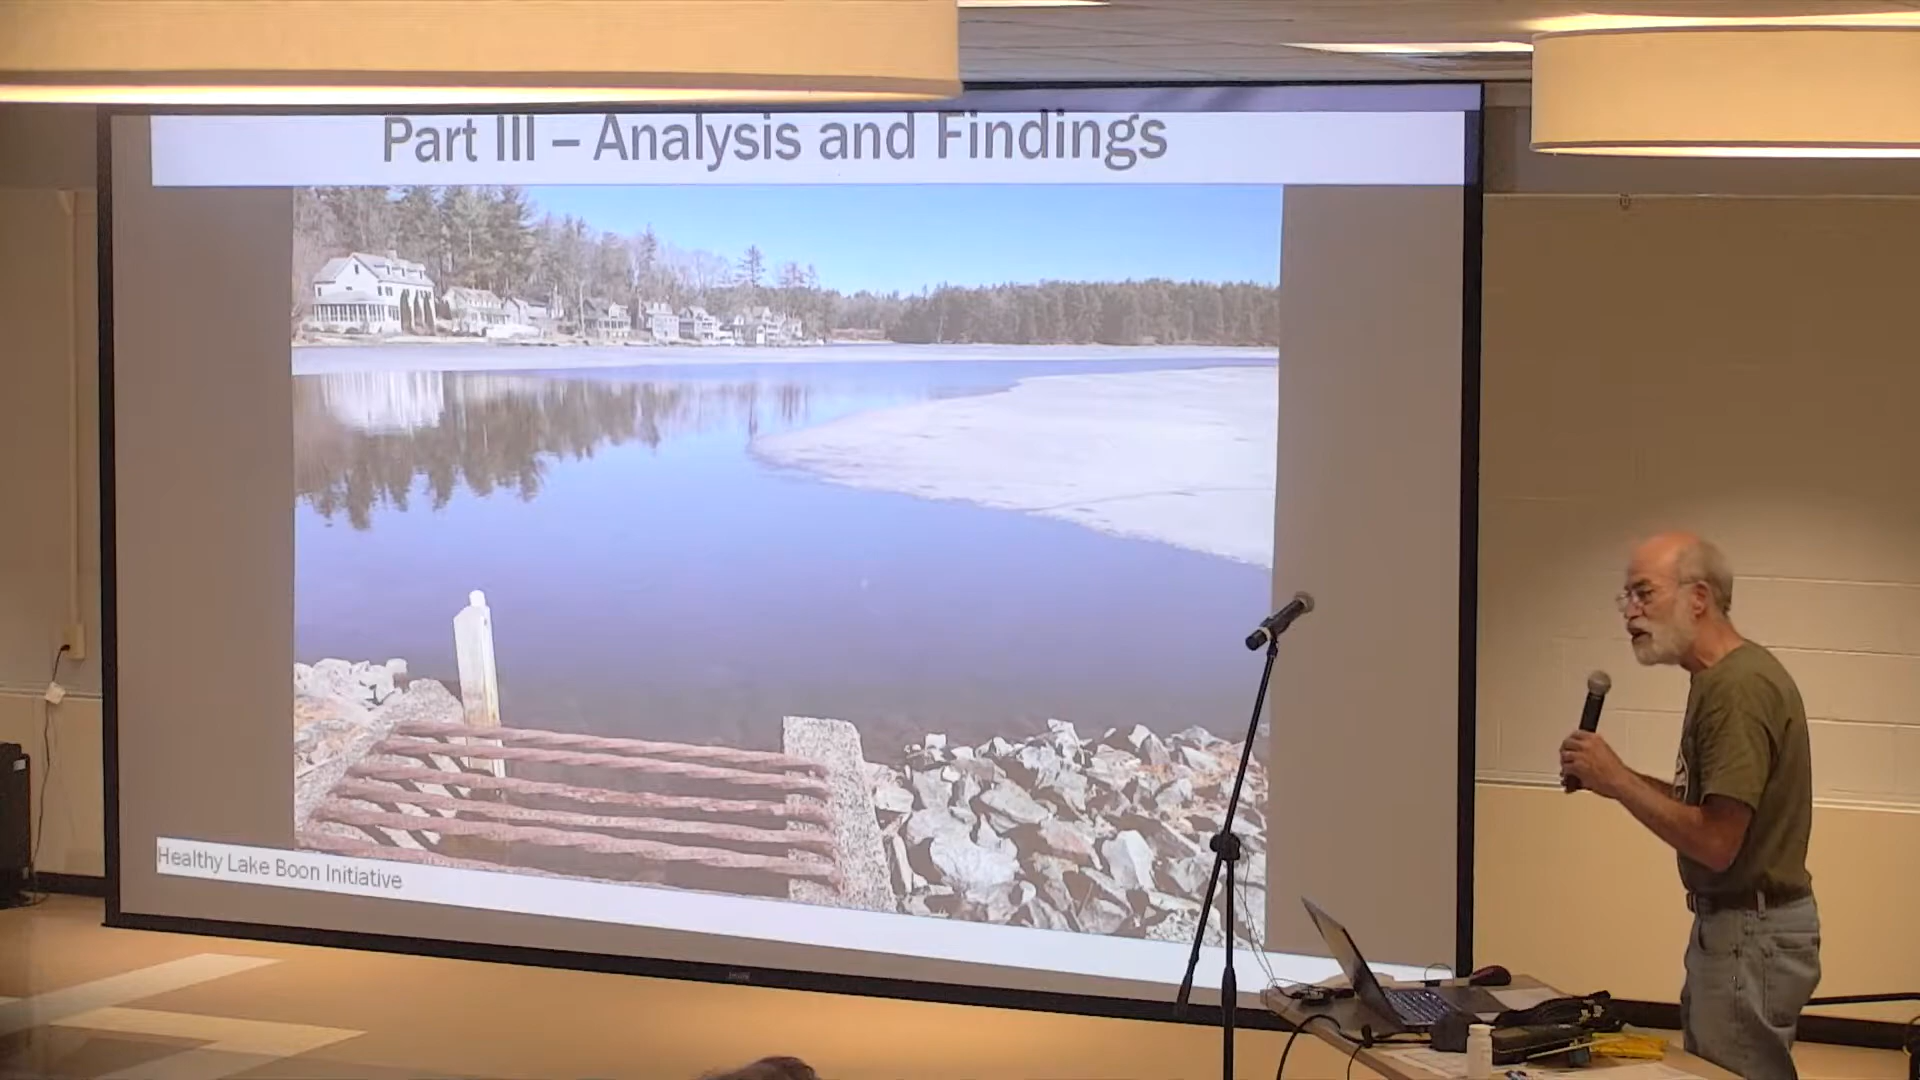 Part III – Analysis and Findings
Healthy Lake Boon Initiative